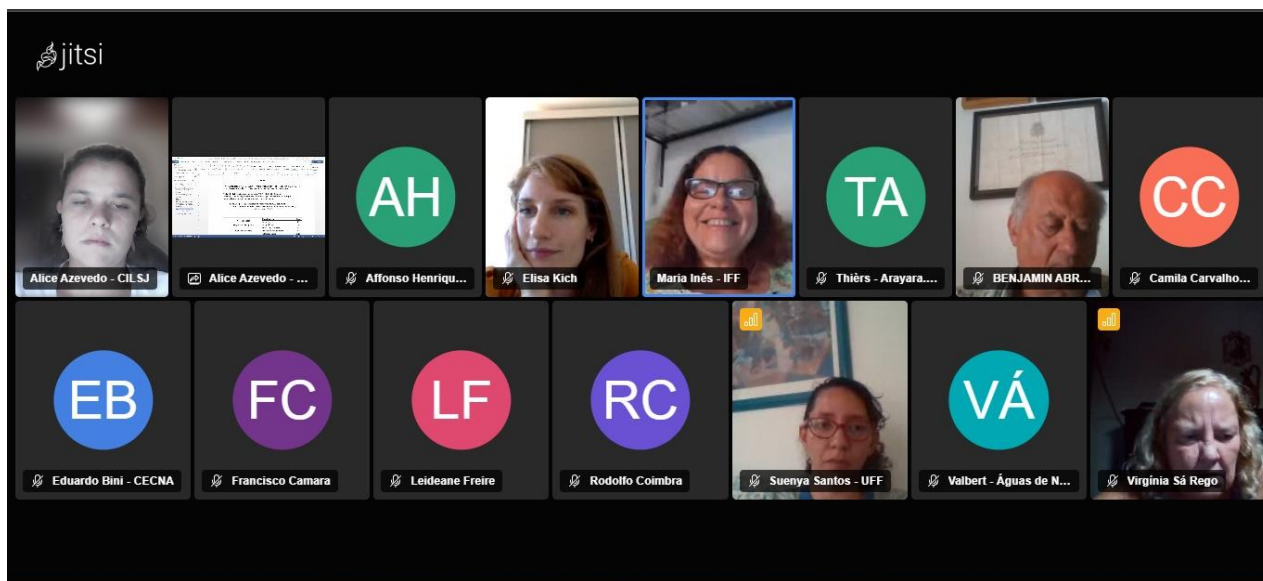 jitsi
AH
TA
CC
Alice Azevedo - CILSJ
Alice Azevedo - ...
Affonso Henriqu...
Elisa Kich
Maria Inês - IFF
Thièrs - Arayara....
BENJAMIN ABR...
Camila Carvalho...
EB
FC
LF
RC
VÁ
Eduardo Bini - CECNA
Francisco Camara
Leideane Freire
Rodolfo Coimbra
Suenya Santos - UFF
Valbert - Águas de N...
Virgínia Sá Rego